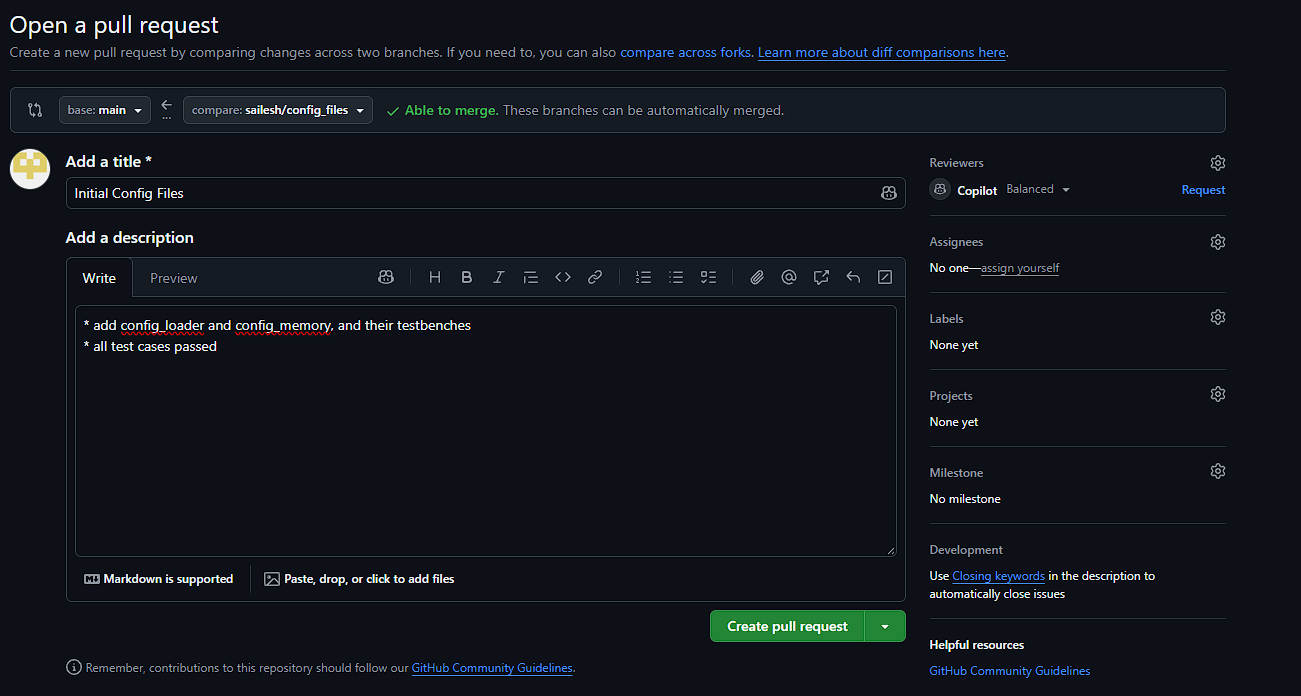 Open a pull request
Create a new pull request by comparing changes across two branches. If you need to, you can also compare across forks. Learn more about diff comparisons here.
base: main
compare: sailesh/config_files
Able to merge. These branches can be automatically merged.
Add a title *
Initial Config Files
Add a description
Write Preview
* add config_loader and config_memory, and their testbenches
* all test cases passed
Markdown is supported
Paste, drop, or click to add files
Create pull request
Remember, contributions to this repository should follow our GitHub Community Guidelines.
Reviewers
Copilot Balanced Request
Assignees
No one—assign yourself
Labels
None yet
Projects
None yet
Milestone
No milestone
Development
Use Closing keywords in the description to
automatically close issues
Helpful resources
GitHub Community Guidelines